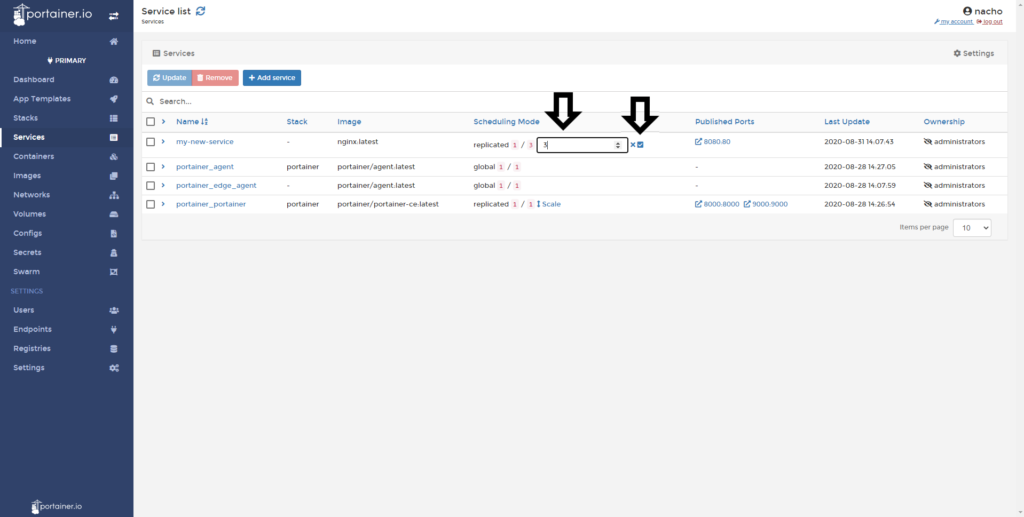 portainer.io
Home
PRIMARY
Dashboard
App Templates
Stacks
Services
Containers
Images
Networks
Volumes
Configs
Secrets
Swarm
SETTINGS
Users
Endpoints
Registries
Settings
portainer.io
Service list
Services
nacho
my account log out
Services Settings
Update Remove + Add service
Search...
Name Stack Image Scheduling Mode Published Ports Last Update Ownership
my-new-service - nginx:latest replicated 1 / 3 3 8080:80 2020-08-31 14:07:43 administrators
portainer_agent portainer portainer/agent:latest global 1 / 1 - 2020-08-28 14:27:05 administrators
portainer_edge_agent - portainer/agent:latest global 1 / 1 - 2020-08-28 14:07:59 administrators
portainer_portainer portainer portainer/portainer-ce:latest replicated 1 / 1 Scale 8000:8000 9000:9000 2020-08-28 14:26:54 administrators
Items per page 10